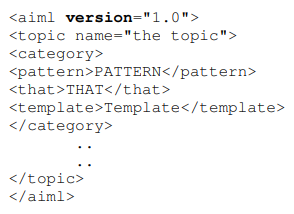 <aiml version="1.0">
<topic name="the topic">
<category>
<pattern>PATTERN</pattern>
<that>THAT</that>
<template>Template</template>
</category>
..
..
</topic>
</aiml>